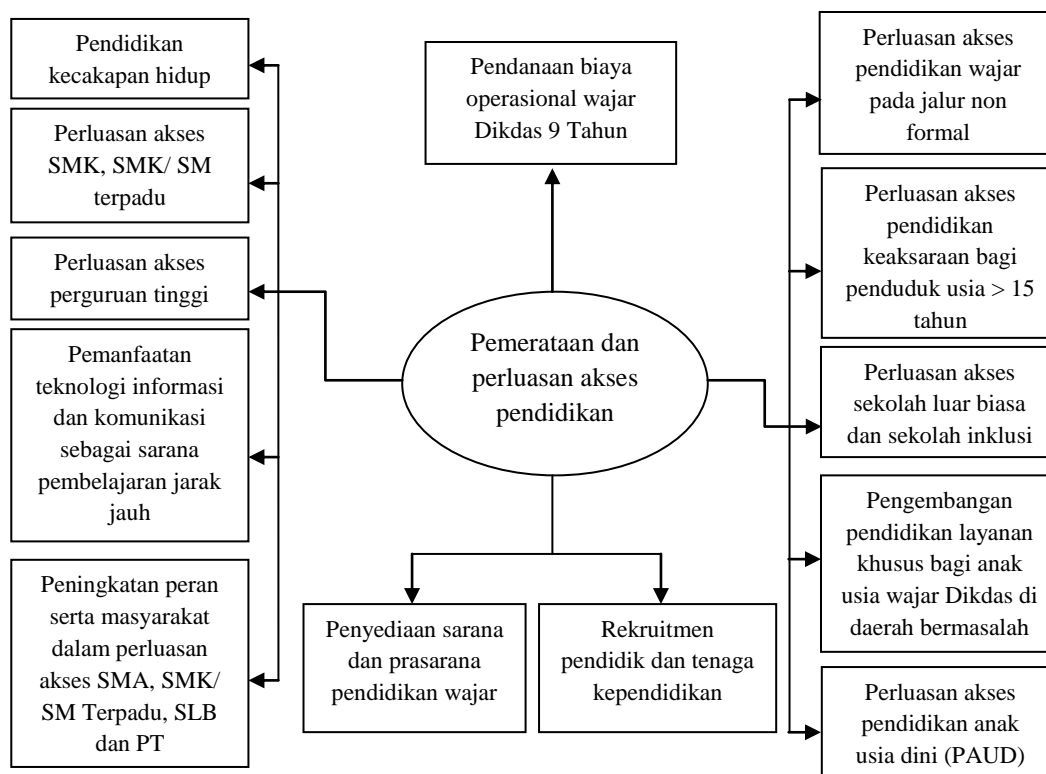 Pendidikan
kecakapan hidup
Perluasan akses
SMK, SMK/ SM
terpadu
Perluasan akses
perguruan tinggi
Pemanfaatan
teknologi informasi
dan komunikasi
sebagai sarana
pembelajaran jarak
jauh
Peningkatan peran
serta masyarakat
dalam perluasan
akses SMA, SMK/
SM Terpadu, SLB
dan PT
Pendanaan biaya
operasional wajar
Dikdas 9 Tahun
Pemerataan dan
perluasan akses
pendidikan
Penyediaan sarana
dan prasarana
pendidikan wajar
Rekruitmen
pendidik dan tenaga
kependidikan
Perluasan akses
pendidikan wajar
pada jalur non
formal
Perluasan akses
pendidikan
keaksaraan bagi
penduduk usia > 15
tahun
Perluasan akses
sekolah luar biasa
dan sekolah inklusi
Pengembangan
pendidikan layanan
khusus bagi anak
usia wajar Dikdas di
daerah bermasalah
Perluasan akses
pendidikan anak
usia dini (PAUD)